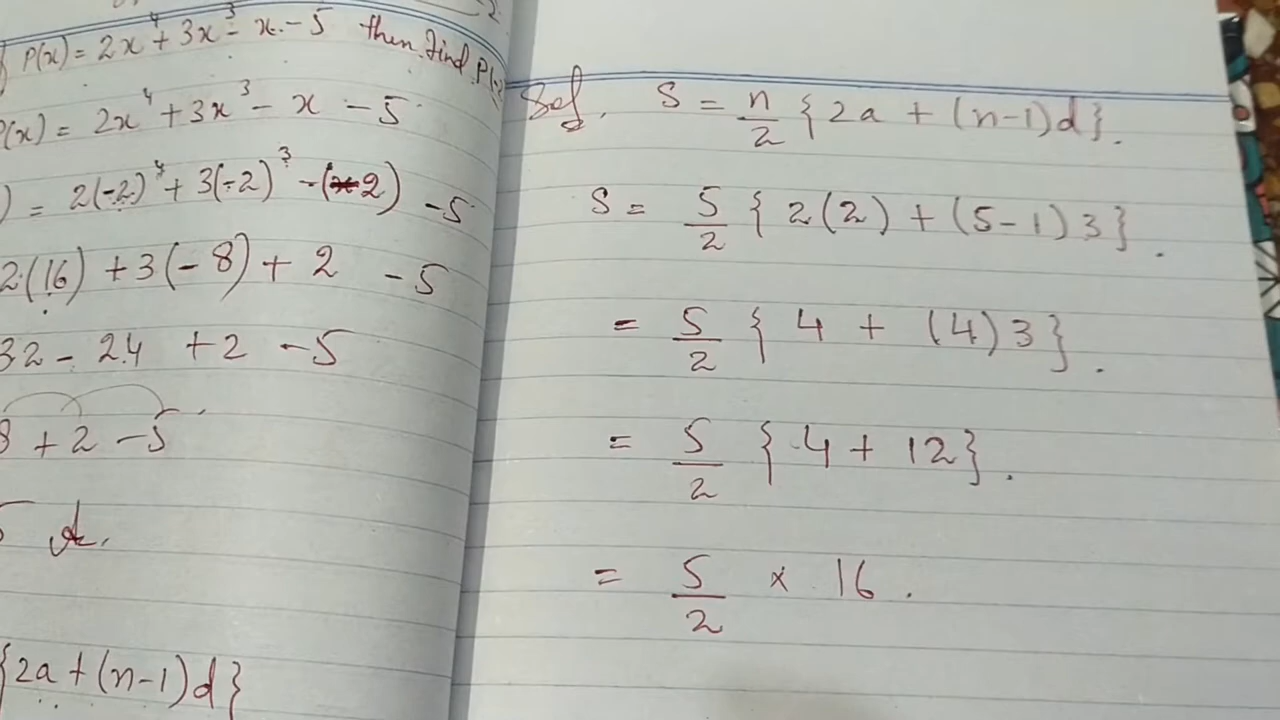 P(x) = 2x⁴ + 3x³ - x - 5 then find P(-2
(x) = 2x⁴ + 3x³ - x - 5
) = 2(-2)⁴ + 3(-2)³ - (-2) - 5
2(16) + 3(-8) + 2 - 5
32 - 24 + 2 - 5
8 + 2 - 5
{2a + (n-1)d}
Sol. S = n/2 {2a + (n-1)d}.
S = 5/2 {2(2) + (5-1)3}.
= 5/2 {4 + (4)3}.
= 5/2 {4 + 12}.
= 5/2 × 16.